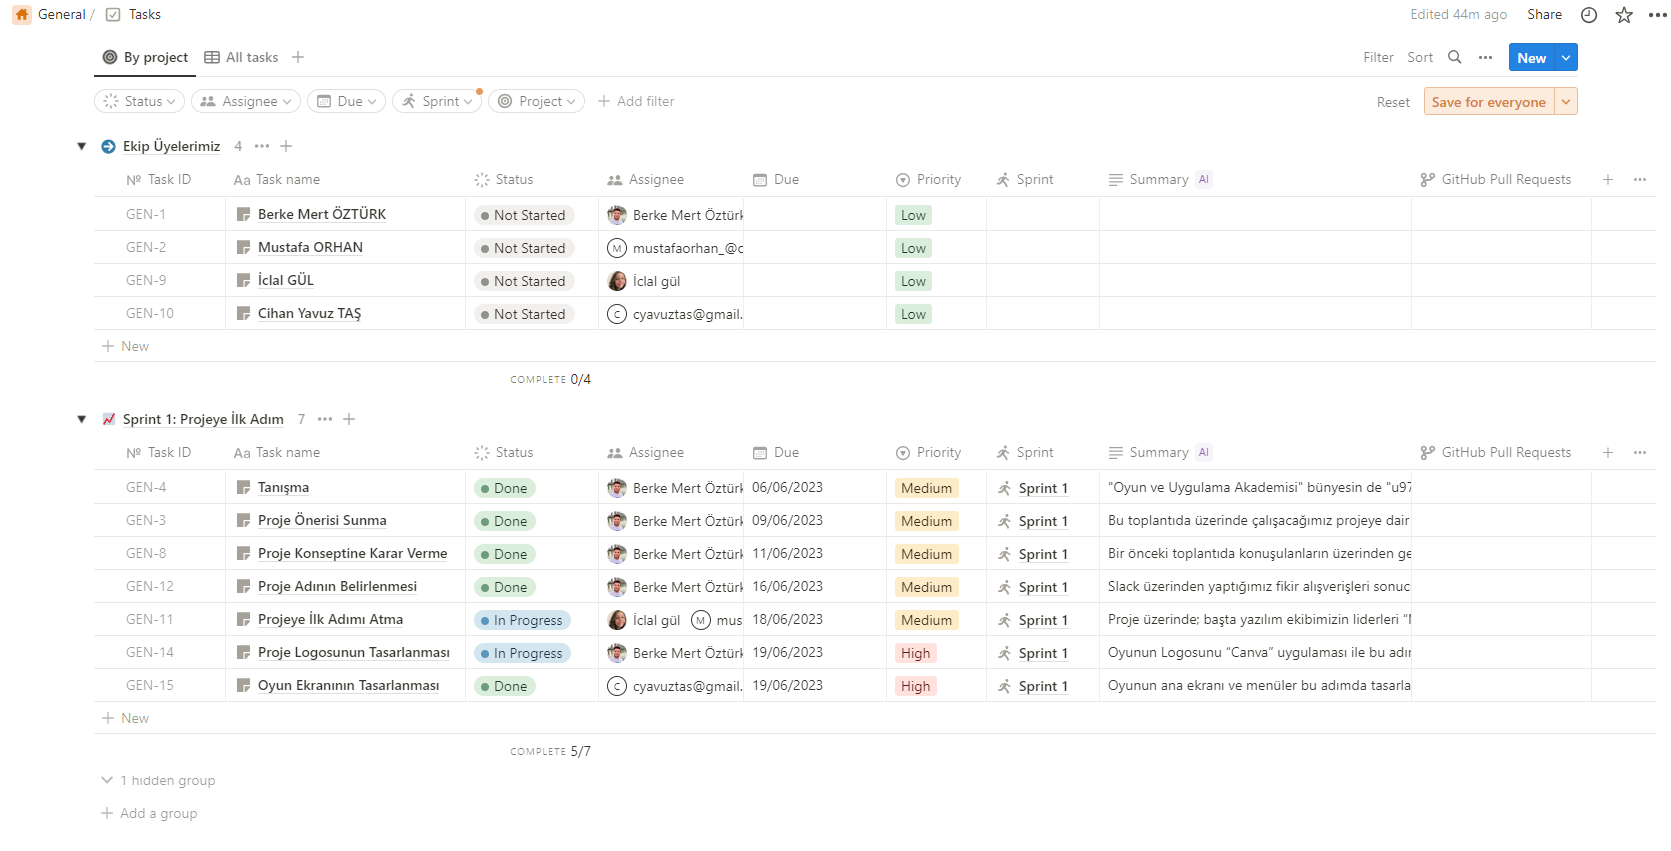 General / Tasks Edited 44m ago Share
By project All tasks Filter Sort New
Status Assignee Due Sprint Project Add filter Reset Save for everyone
Ekip Üyelerimiz 4
Nº Task ID Aa Task name Status Assignee Due Priority Sprint Summary AI GitHub Pull Requests
GEN-1 Berke Mert ÖZTÜRK Not Started Berke Mert Öztürk Low
GEN-2 Mustafa ORHAN Not Started M mustafaorhan_@ Low
GEN-9 İclal GÜL Not Started İclal gül Low
GEN-10 Cihan Yavuz TAŞ Not Started C cyavuztas@gmail. Low
New
COMPLETE 0/4
Sprint 1: Projeye İlk Adım 7
Nº Task ID Aa Task name Status Assignee Due Priority Sprint Summary AI GitHub Pull Requests
GEN-4 Tanışma Done Berke Mert Öztürk 06/06/2023 Medium Sprint 1 "Oyun ve Uygulama Akademisi" bünyesin de "u97
GEN-3 Proje Önerisi Sunma Done Berke Mert Öztürk 09/06/2023 Medium Sprint 1 Bu toplantıda üzerinde çalışacağımız projeye dair
GEN-8 Proje Konseptine Karar Verme Done Berke Mert Öztürk 11/06/2023 Medium Sprint 1 Bir önceki toplantıda konuşulanların üzerinden ge
GEN-12 Proje Adının Belirlenmesi Done Berke Mert Öztürk 16/06/2023 Medium Sprint 1 Slack üzerinden yaptığımız fikir alışverişleri sonuc
GEN-11 Projeye İlk Adımı Atma In Progress İclal gül M mus 18/06/2023 Medium Sprint 1 Proje üzerinde; başta yazılım ekibimizin liderleri
GEN-14 Proje Logosunun Tasarlanması In Progress Berke Mert Öztürk 19/06/2023 High Sprint 1 Oyunun Logosunu "Canva" uygulaması ile bu adım
GEN-15 Oyun Ekranının Tasarlanması Done C cyavuztas@gmail. 19/06/2023 High Sprint 1 Oyunun ana ekranı ve menüler bu adımda tasarla
New
COMPLETE 5/7
1 hidden group
Add a group